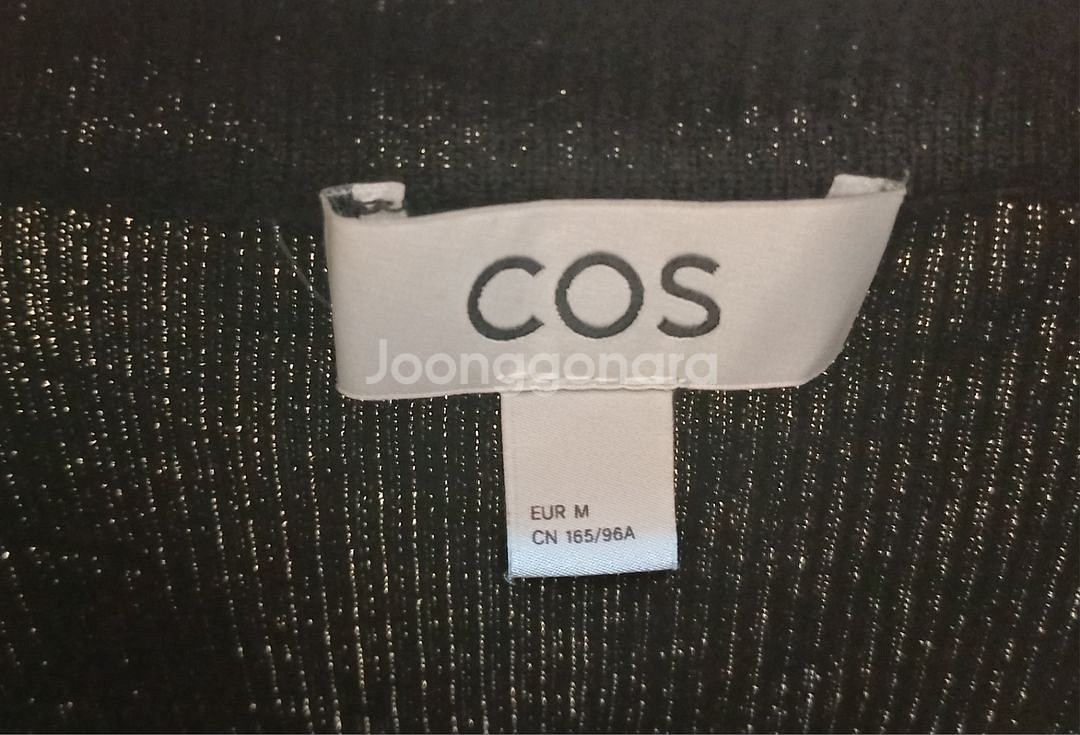 COS
Joonggonara
EUR M
CN 165/96A